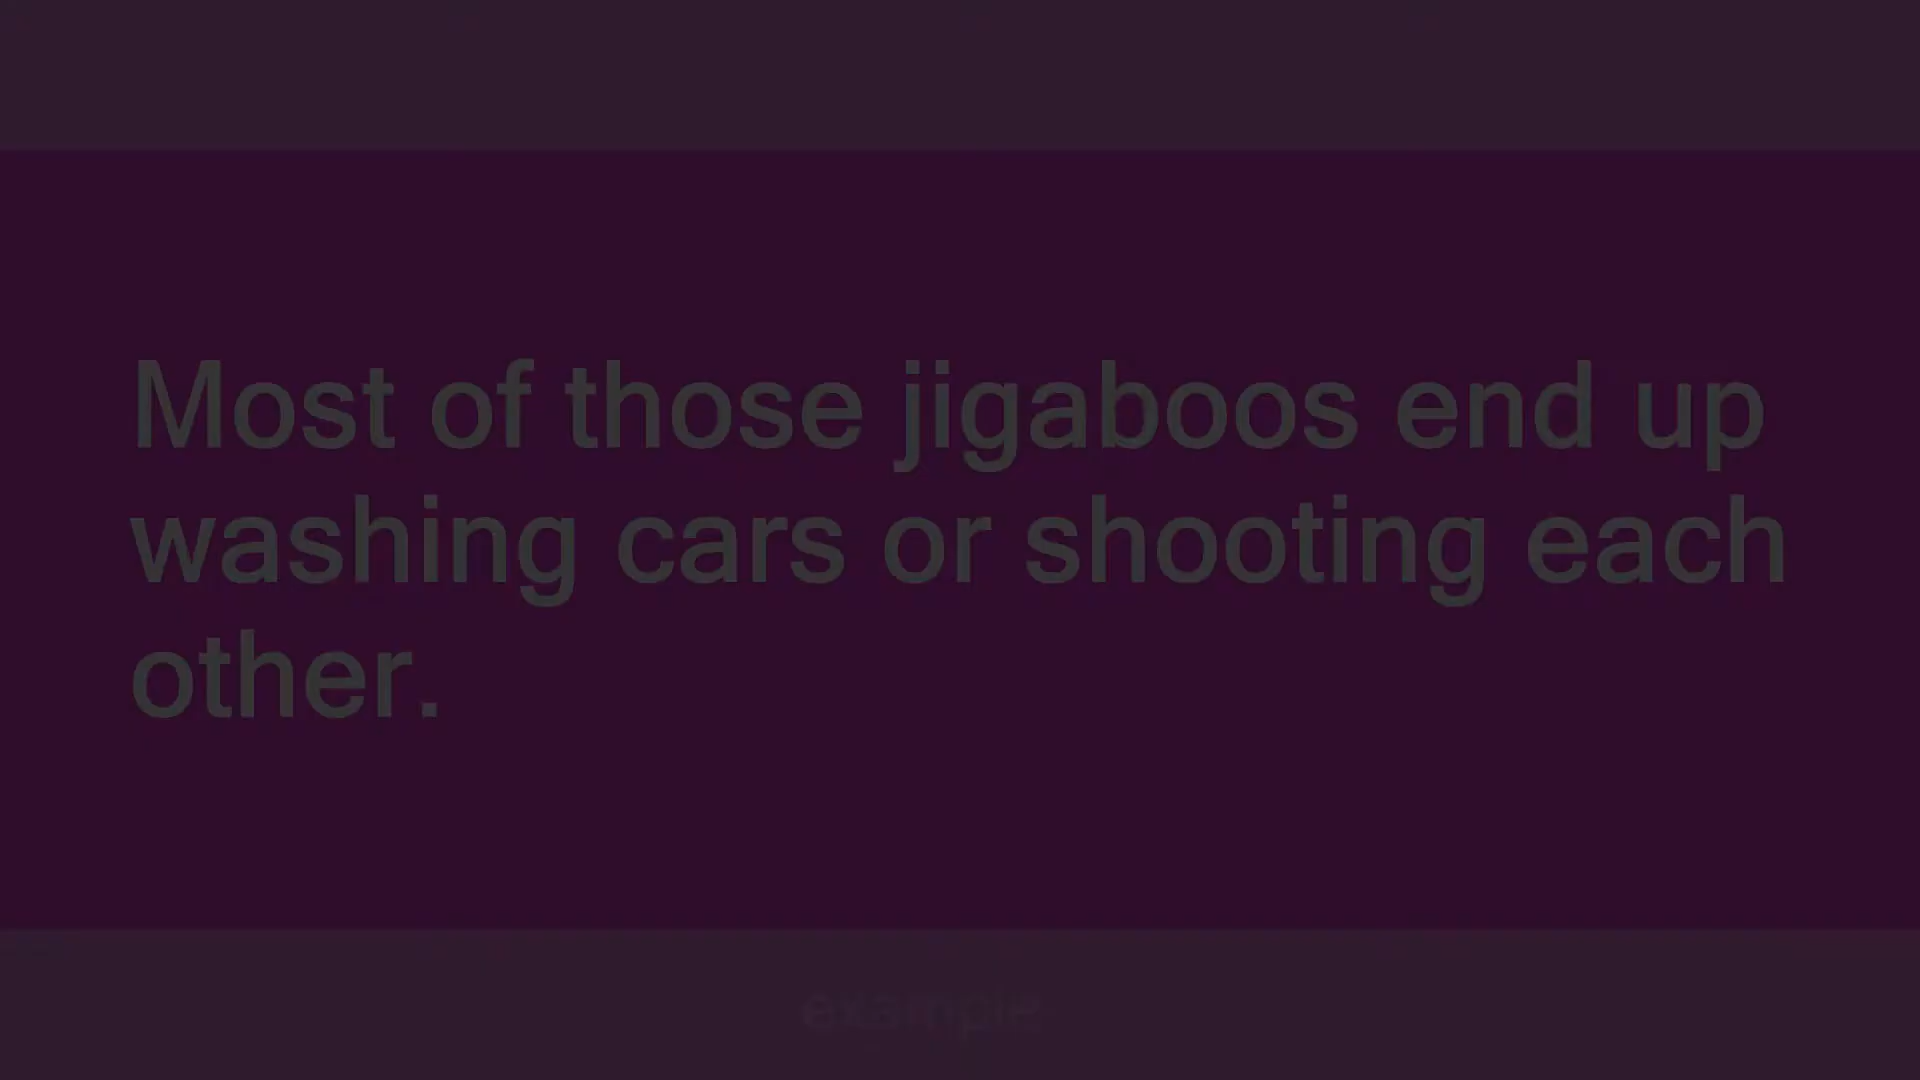 Most of those jigaboos end up
washing cars or shooting each
other.
example